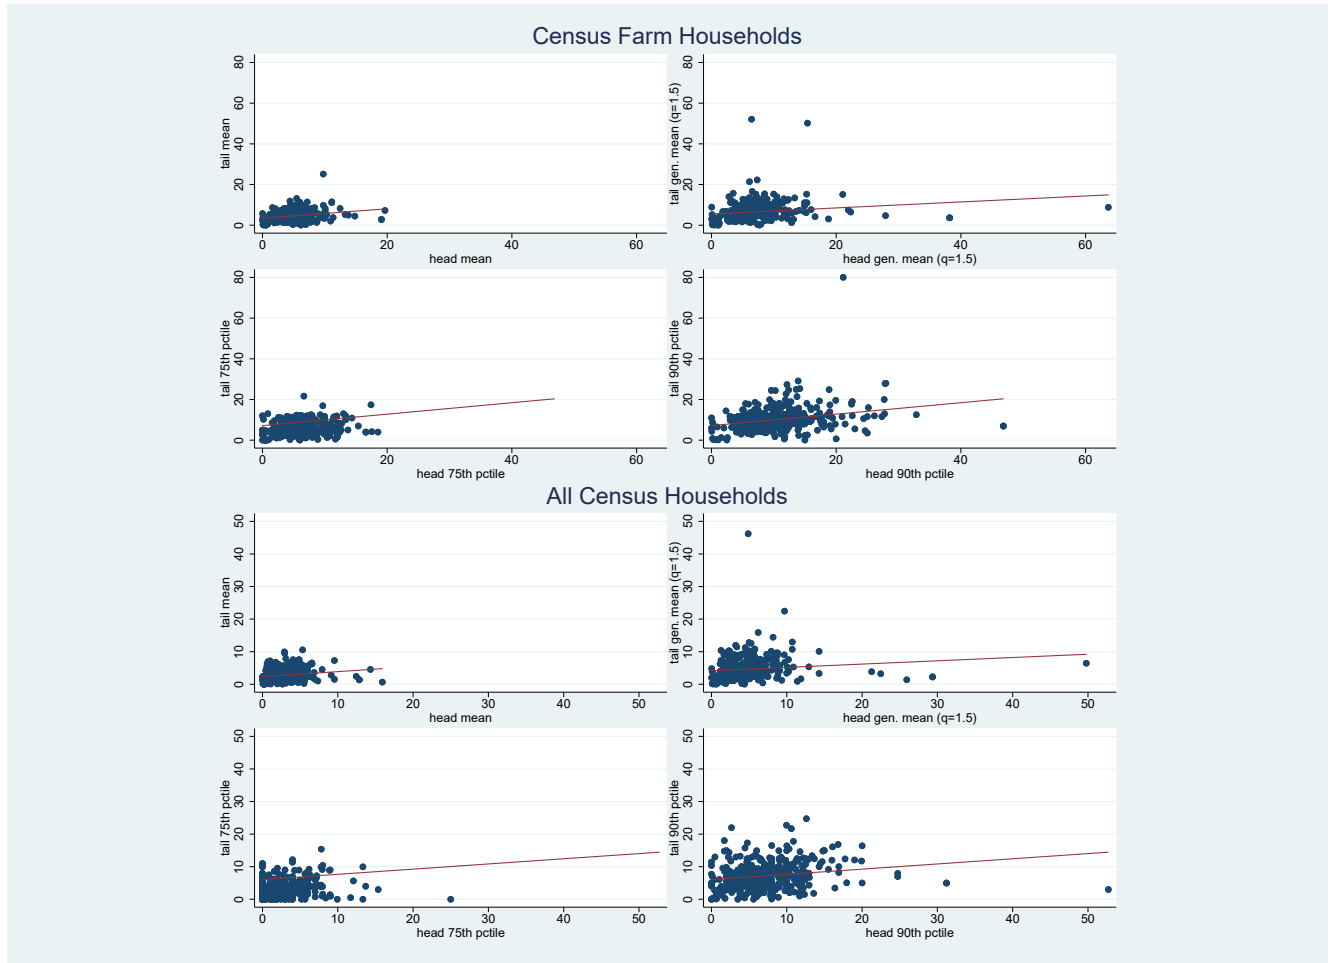 Census Farm Households
tail mean
0 20 40 60 80
0 20 40 60
head mean
tail gen. mean (q=1.5)
0 20 40 60 80
0 20 40 60
head gen. mean (q=1.5)
tail 75th pctile
0 20 40 60 80
0 20 40 60
head 75th pctile
tail 90th pctile
0 20 40 60 80
0 20 40 60
head 90th pctile
All Census Households
tail mean
0 10 20 30 40 50
0 10 20 30 40 50
head mean
tail gen. mean (q=1.5)
0 10 20 30 40 50
0 10 20 30 40 50
head gen. mean (q=1.5)
tail 75th pctile
0 10 20 30 40 50
0 10 20 30 40 50
head 75th pctile
tail 90th pctile
0 10 20 30 40 50
0 10 20 30 40 50
head 90th pctile